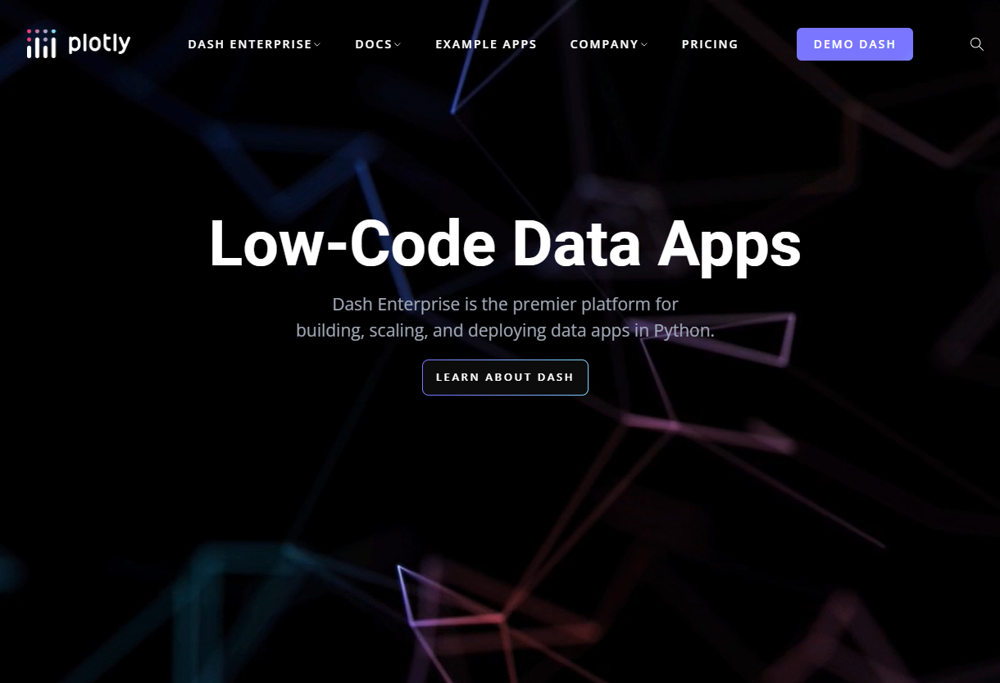 plotly
DASH ENTERPRISE
DOCS
EXAMPLE APPS
COMPANY
PRICING
DEMO DASH
Low-Code Data Apps
Dash Enterprise is the premier platform for
building, scaling, and deploying data apps in Python.
LEARN ABOUT DASH